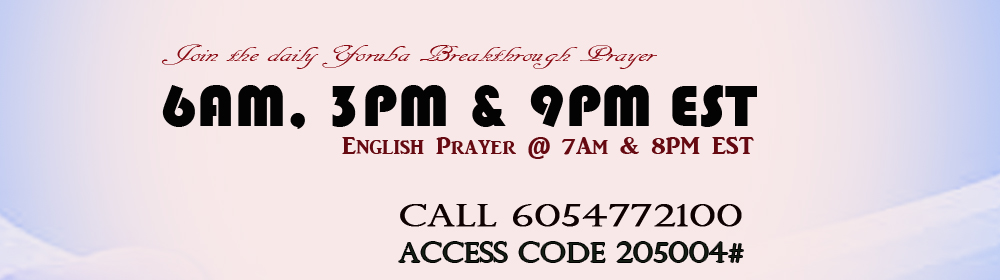 Join the daily Yoruba Breakthrough Prayer
6AM, 3PM & 9PM EST
English Prayer @ 7Am & 8PM EST
CALL 6054772100
ACCESS CODE 205004#